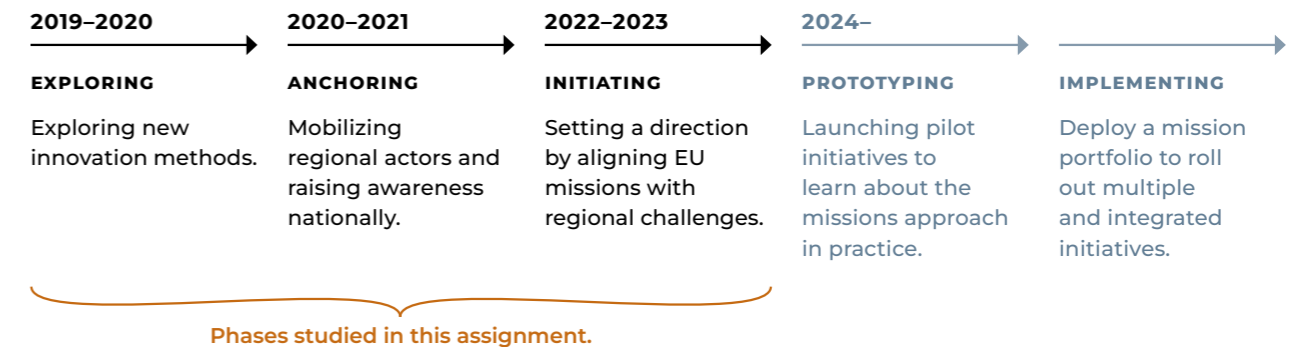 2019–2020
EXPLORING
Exploring new
innovation methods.
2020–2021
ANCHORING
Mobilizing
regional actors and
raising awareness
nationally.
2022–2023
INITIATING
Setting a direction
by aligning EU
missions with
regional challenges.
2024–
PROTOTYPING
Launching pilot
initiatives to
learn about the
missions approach
in practice.
IMPLEMENTING
Deploy a mission
portfolio to roll
out multiple
and integrated
initiatives.
Phases studied in this assignment.